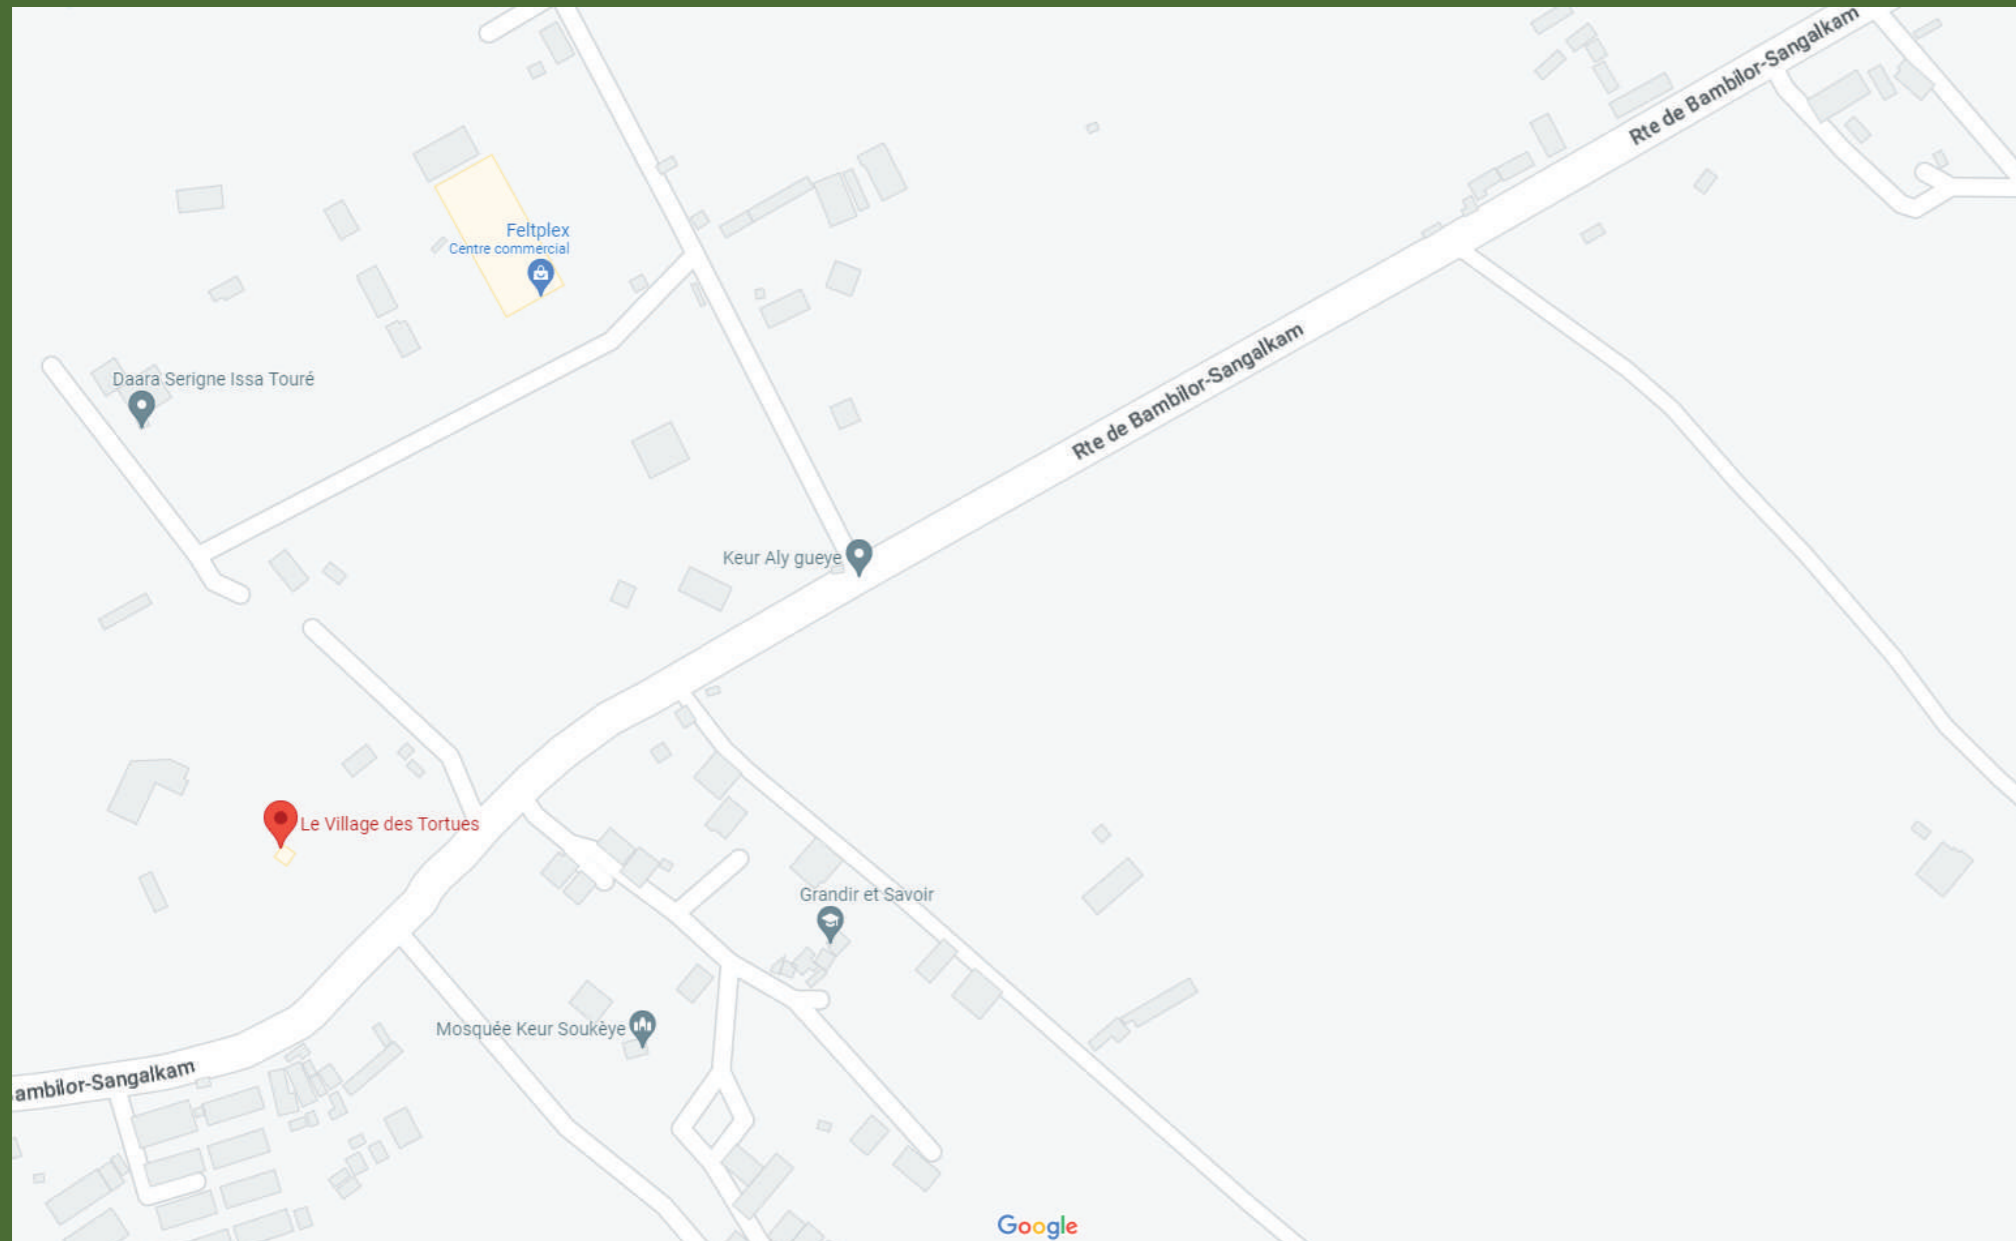 Rte de Bambilor-Sangalkam
Feltplex
Centre commercial
Rte de Bambilor-Sangalkam
Daara Serigne Issa Touré
Keur Aly gueye
Le Village des Tortues
Grandir et Savoir
Mosquée Keur Soukèye
ambilor-Sangalkam
Google